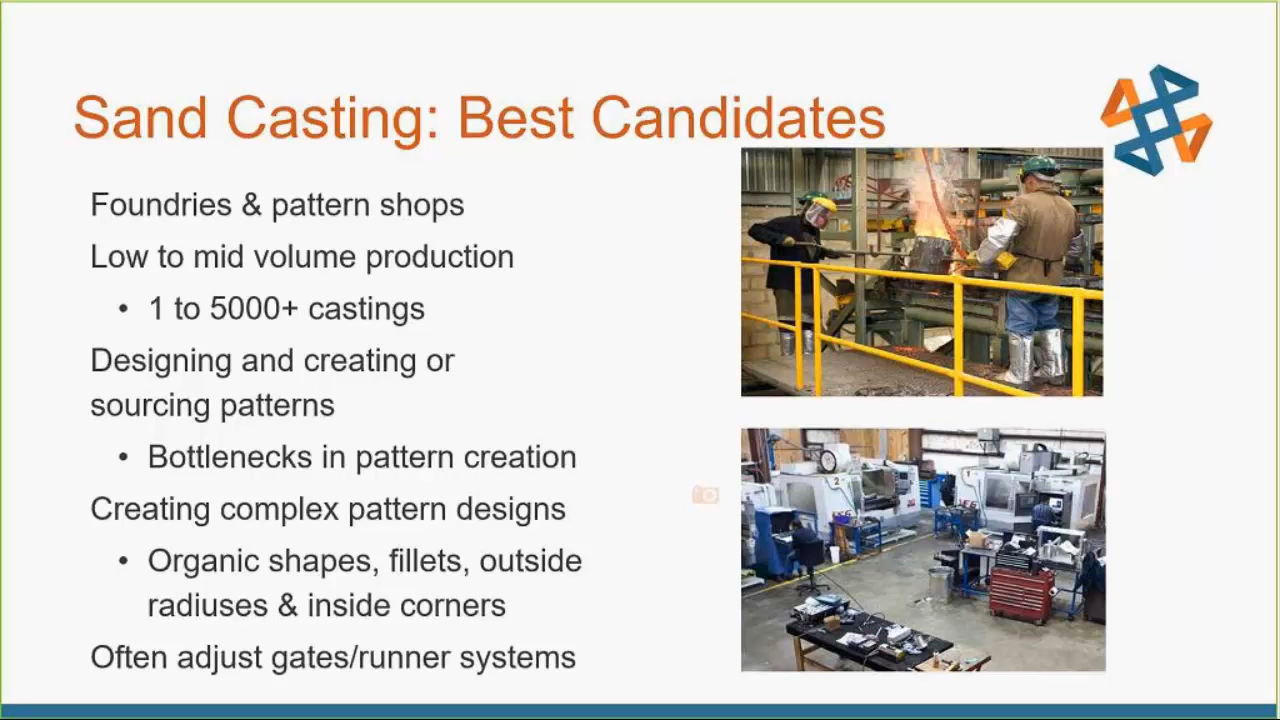 Sand Casting: Best Candidates
Foundries & pattern shops
Low to mid volume production
• 1 to 5000+ castings
Designing and creating or
sourcing patterns
• Bottlenecks in pattern creation
Creating complex pattern designs
• Organic shapes, fillets, outside
radiuses & inside corners
Often adjust gates/runner systems